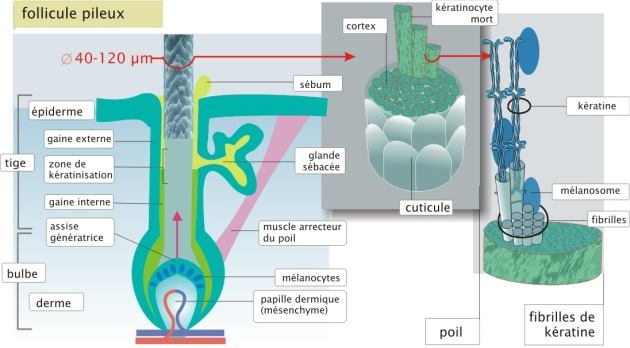 follicule pileux
Ø 40-120 µm
sébum
épiderme
gaine externe
tige
zone de
kératinisation
glande
sébacée
gaine interne
assise
génératrice
muscle arrecteur
du poil
bulbe
mélanocytes
derme
papille dermique
(mésenchyme)
cortex
kératinocyte
mort
cuticule
kératine
mélanosome
fibrilles
poil
fibrilles de
kératine